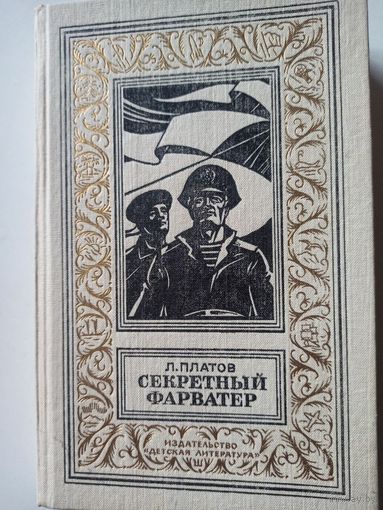 Л.ПЛАТОВ
СЕКРЕТНЫЙ
ФАРВАТЕР
ИЗДАТЕЛЬСТВО
"ДЕТСКАЯ ЛИТЕРАТУРА"